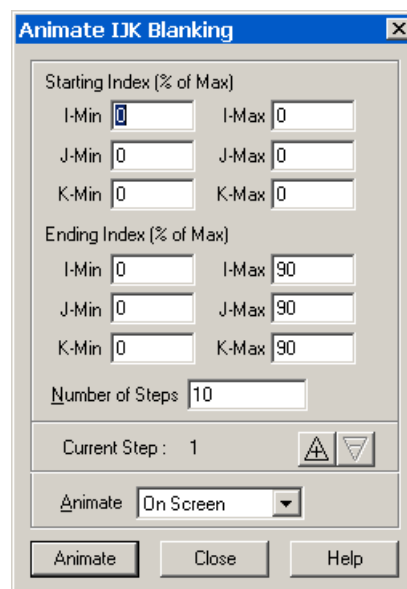 Animate IJK Blanking
Starting Index (% of Max)
I-Min 0 I-Max 0
J-Min 0 J-Max 0
K-Min 0 K-Max 0
Ending Index (% of Max)
I-Min 0 I-Max 90
J-Min 0 J-Max 90
K-Min 0 K-Max 90
Number of Steps 10
Current Step : 1
Animate On Screen
Animate Close Help